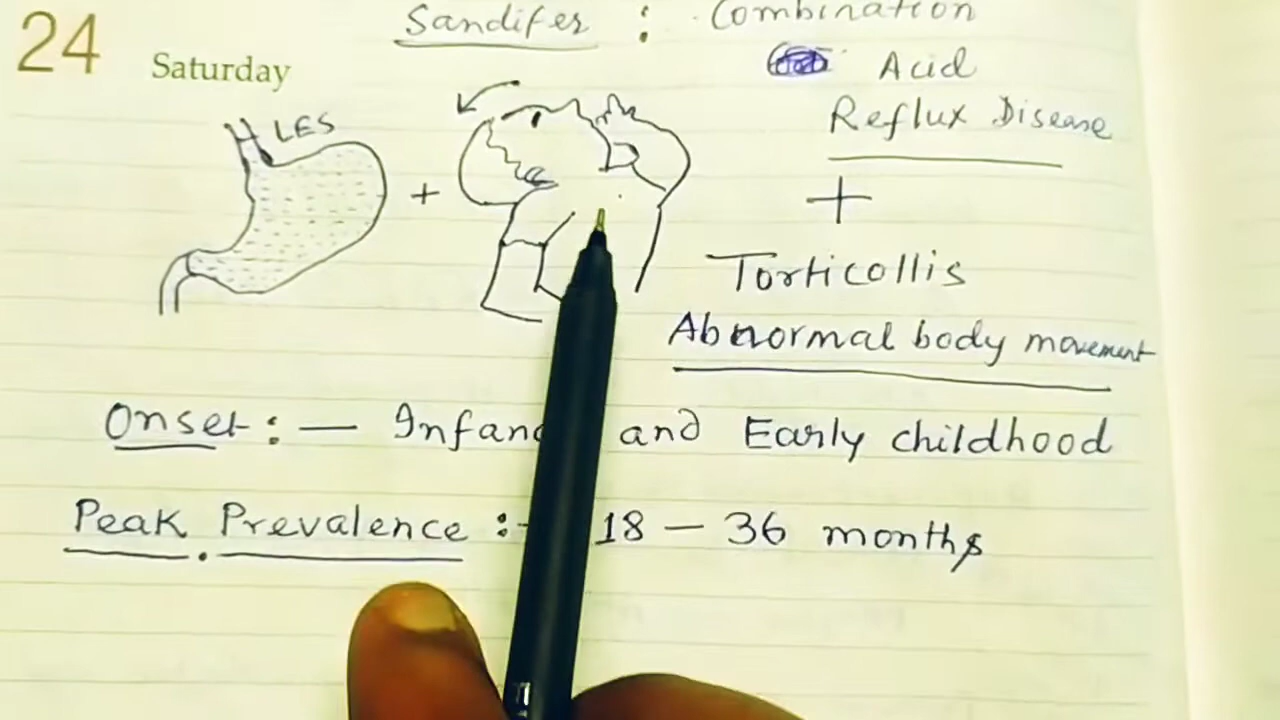 24
Saturday
Sandifer : Combination
Acid
Reflux Disease
LES
+
+
Torticollis
Abnormal body movement
Onset :— Infanc and Early childhood
Peak Prevalence :- 18 — 36 months